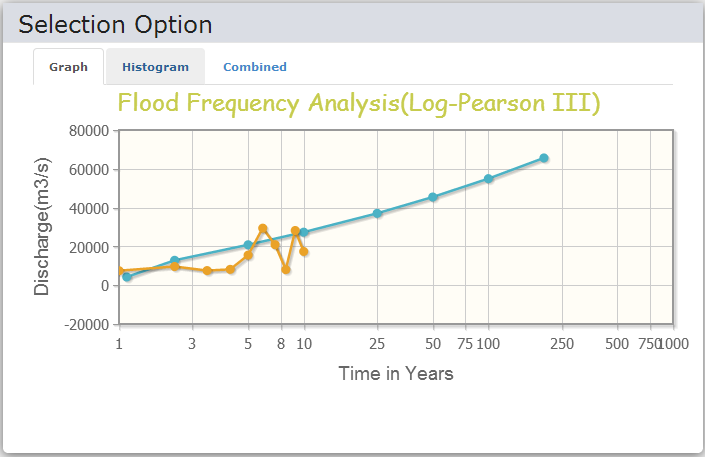 Selection Option
Graph Histogram Combined
Flood Frequency Analysis(Log-Pearson III)
80000
60000
40000
20000
0
-20000
Discharge(m3/s)
1 3 5 8 10 25 50 75 100 250 500 750 1000
Time in Years